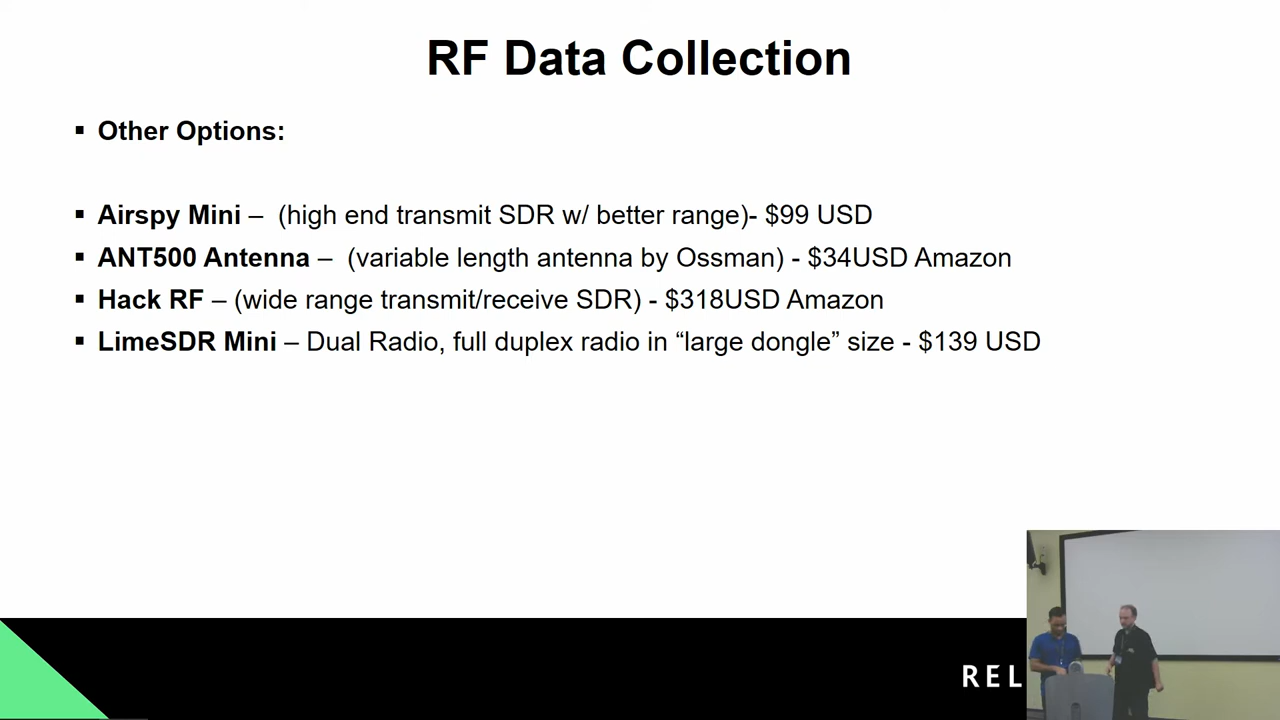 RF Data Collection
▪ Other Options:
▪ Airspy Mini – (high end transmit SDR w/ better range)- $99 USD
▪ ANT500 Antenna – (variable length antenna by Ossman) - $34USD Amazon
▪ Hack RF – (wide range transmit/receive SDR) - $318USD Amazon
▪ LimeSDR Mini – Dual Radio, full duplex radio in “large dongle” size - $139 USD
REL